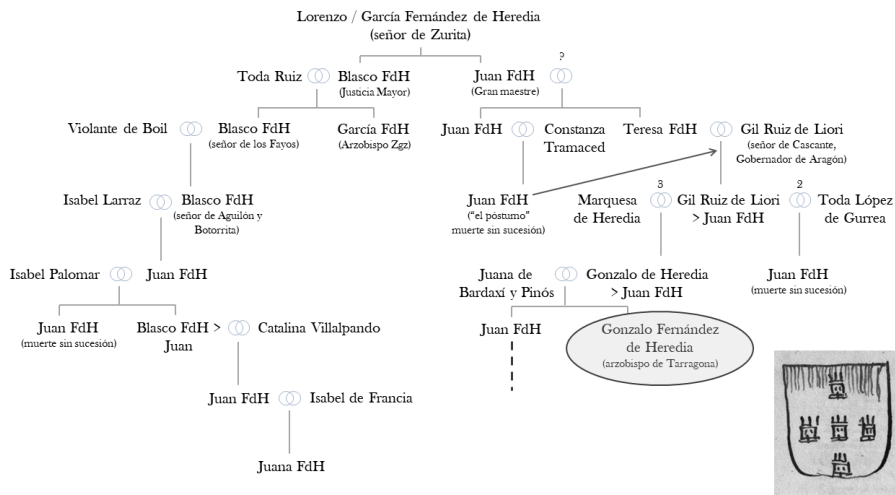 Lorenzo / García Fernández de Heredia
(señor de Zurita)
?
Toda Ruiz
Blasco FdH
(Justicia Mayor)
Juan FdH
(Gran maestre)
Violante de Boil
Blasco FdH
(señor de los Fayos)
García FdH
(Arzobispo Zgz)
Juan FdH
Constanza
Tramaced
Teresa FdH
Gil Ruiz de Liori
(señor de Cascante,
Gobernador de Aragón)
Isabel Larraz
Blasco FdH
(señor de Aguilón y
Botorrita)
Juan FdH
("el póstumo"
muerte sin sucesión)
Marquesa
de Heredia
3
Gil Ruiz de Liori
> Juan FdH
2
Toda López
de Gurrea
Isabel Palomar
Juan FdH
Juana de
Bardaxí y Pinós
Gonzalo de Heredia
> Juan FdH
Juan FdH
(muerte sin sucesión)
Juan FdH
(muerte sin sucesión)
Blasco FdH >
Juan
Catalina Villalpando
Juan FdH
Gonzalo Fernández
de Heredia
(arzobispo de Tarragona)
Juan FdH
Isabel de Francia
Juana FdH